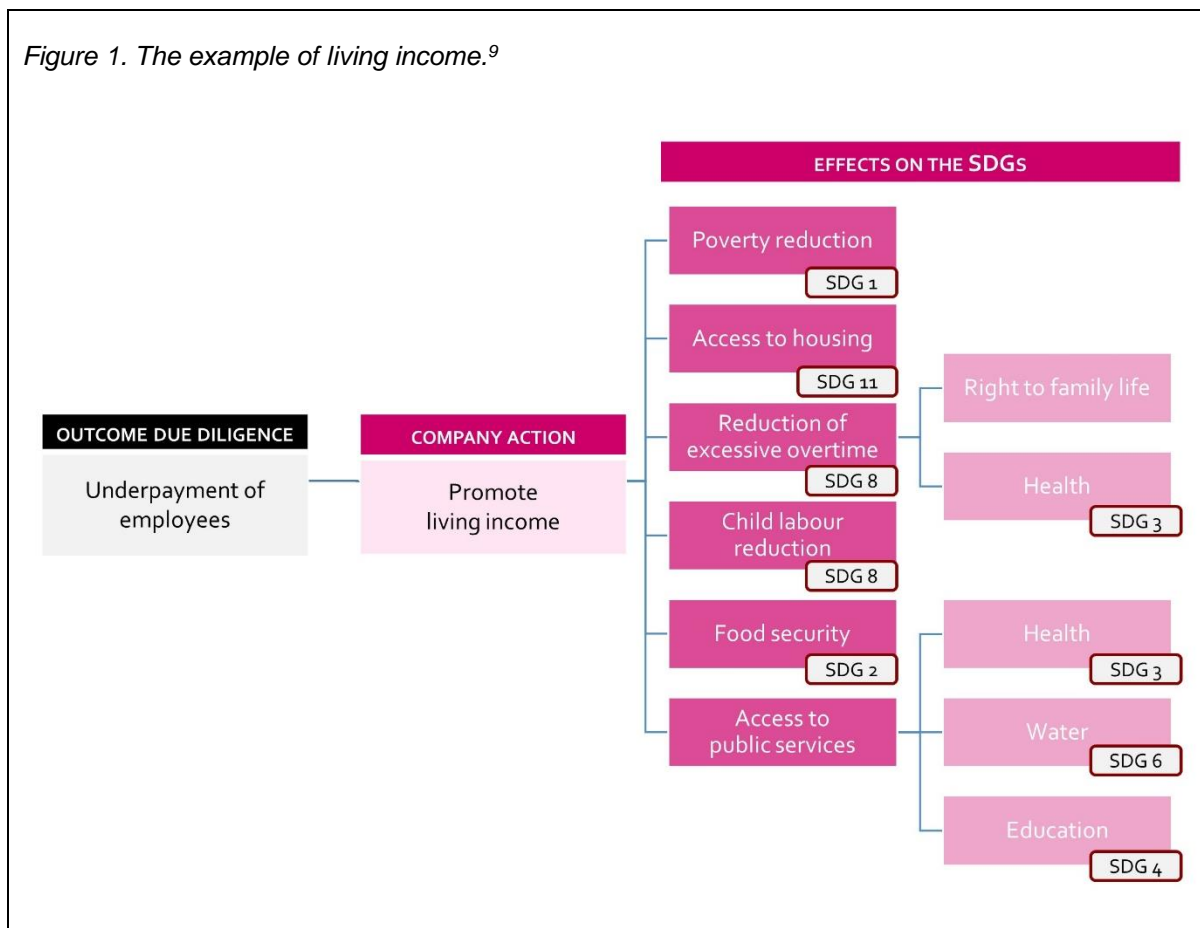 Figure 1. The example of living income.⁹
EFFECTS ON THE SDGs
Poverty reduction
SDG 1
Access to housing
SDG 11
Right to family life
OUTCOME DUE DILIGENCE
COMPANY ACTION
Reduction of
excessive overtime
SDG 8
Underpayment of
employees
Promote
living income
Health
SDG 3
Child labour
reduction
SDG 8
Food security
SDG 2
Health
SDG 3
Access to
public services
Water
SDG 6
Education
SDG 4